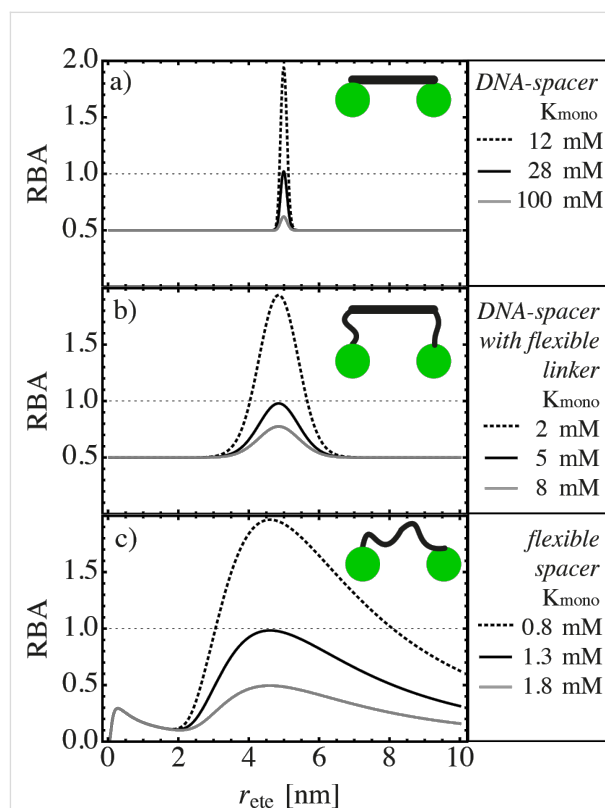 a)
2.0
1.5
1.0
0.5
RBA
DNA-spacer
Kmono
12 mM
28 mM
100 mM
b)
1.5
1.0
0.5
RBA
DNA-spacer
with flexible
linker
Kmono
2 mM
5 mM
8 mM
c)
1.5
1.0
0.5
0.0
RBA
flexible
spacer
Kmono
0.8 mM
1.3 mM
1.8 mM
0 2 4 6 8 10
rete [nm]